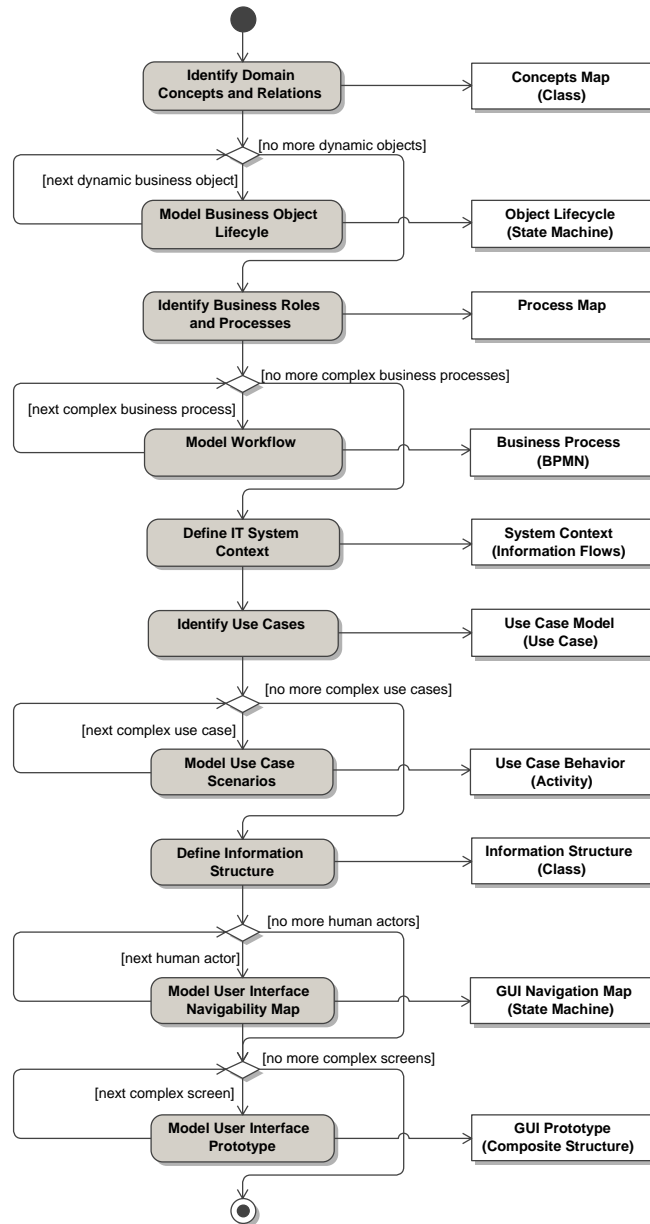 Identify Domain
Concepts and Relations
Concepts Map
(Class)
[no more dynamic objects]
[next dynamic business object]
Model Business Object
Lifecyle
Object Lifecycle
(State Machine)
Identify Business Roles
and Processes
Process Map
[no more complex business processes]
[next complex business process]
Model Workflow
Business Process
(BPMN)
Define IT System
Context
System Context
(Information Flows)
Identify Use Cases
Use Case Model
(Use Case)
[no more complex use cases]
[next complex use case]
Model Use Case
Scenarios
Use Case Behavior
(Activity)
Define Information
Structure
Information Structure
(Class)
[no more human actors]
[next human actor]
Model User Interface
Navigability Map
GUI Navigation Map
(State Machine)
[no more complex screens]
[next complex screen]
Model User Interface
Prototype
GUI Prototype
(Composite Structure)